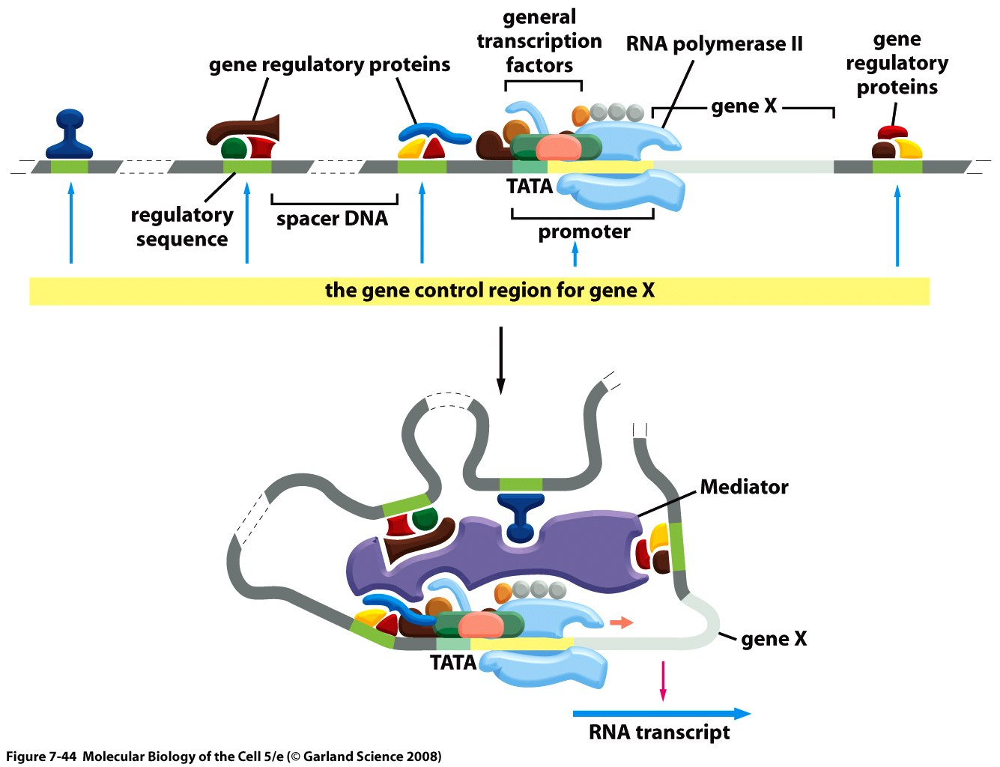 general
transcription
factors
RNA polymerase II
gene
regulatory
proteins
gene regulatory proteins
gene X
TATA
regulatory
sequence
spacer DNA
promoter
the gene control region for gene X
Mediator
gene X
TATA
RNA transcript
Figure 7-44 Molecular Biology of the Cell 5/e (© Garland Science 2008)